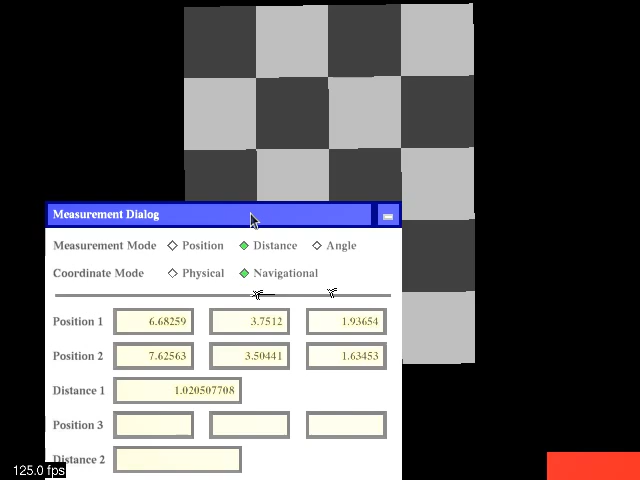 Measurement Dialog
Measurement Mode Position Distance Angle
Coordinate Mode Physical Navigational
Position 1 6.68259 3.7512 1.93654
Position 2 7.62563 3.50441 1.63453
Distance 1 1.020507708
Position 3
Distance 2
125.0 fps